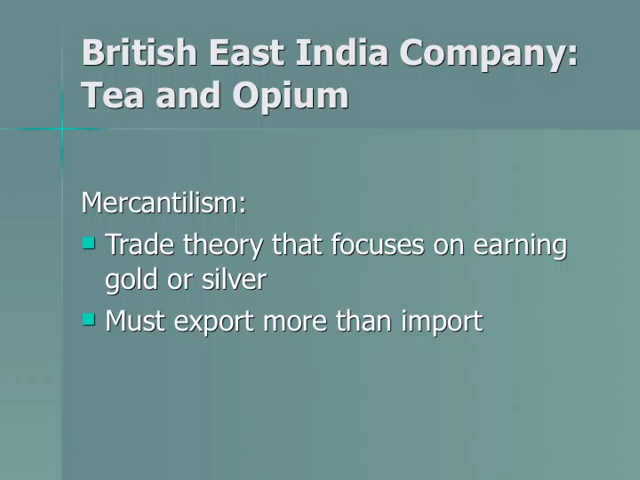 British East India Company:
Tea and Opium
Mercantilism:
Trade theory that focuses on earning
gold or silver
Must export more than import